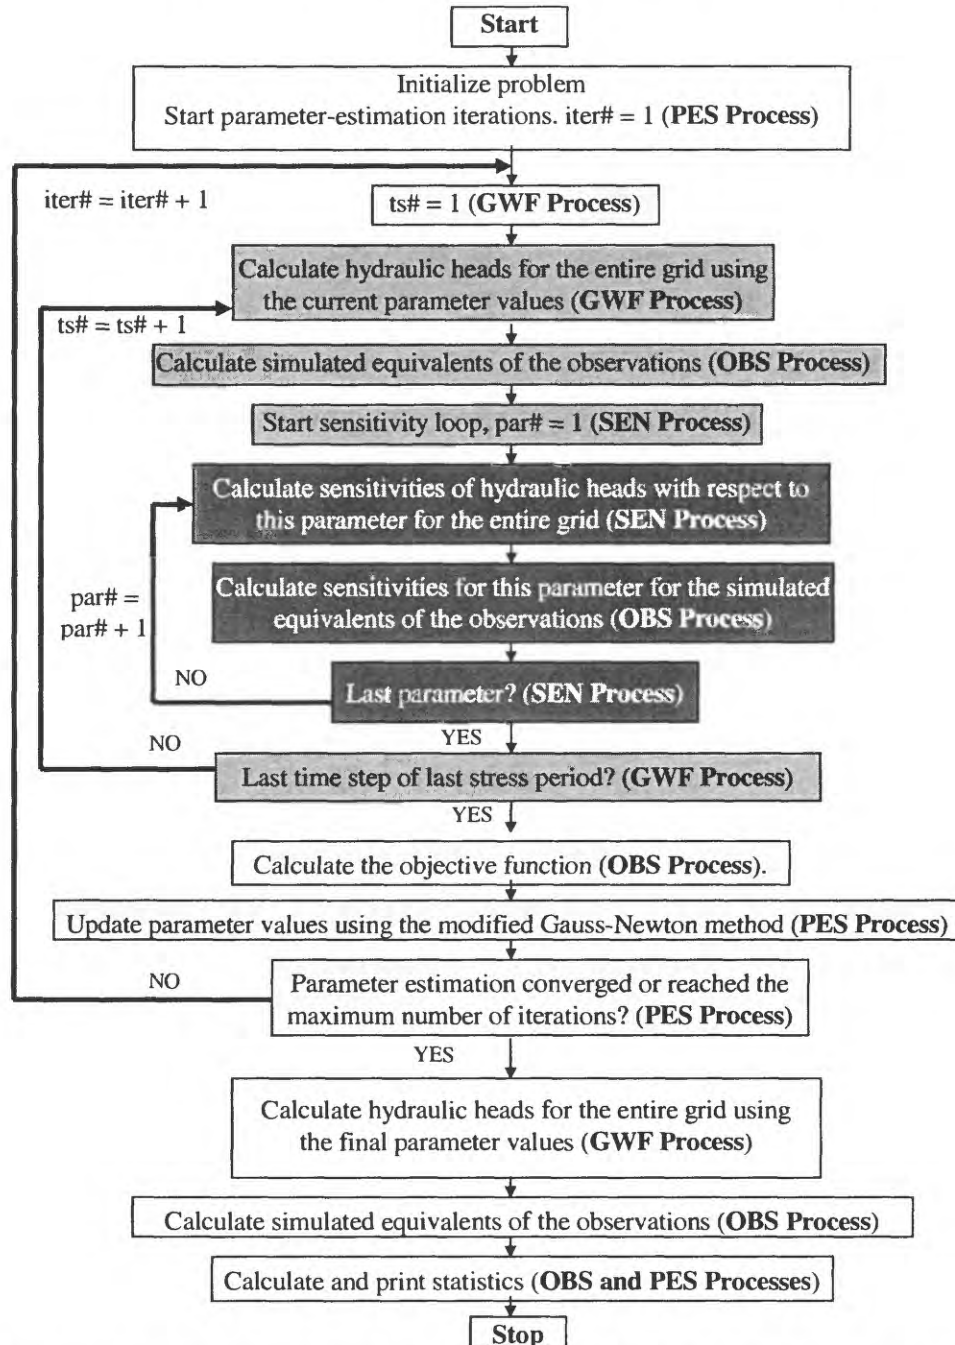 Start
Initialize problem
Start parameter-estimation iterations. iter# = 1 (PES Process)
iter# = iter# + 1
ts# = 1 (GWF Process)
Calculate hydraulic heads for the entire grid using
the current parameter values (GWF Process)
ts# = ts# + 1
Calculate simulated equivalents of the observations (OBS Process)
Start sensitivity loop, par# = 1 (SEN Process)
Calculate sensitivities of hydraulic heads with respect to
this parameter for the entire grid (SEN Process)
Calculate sensitivities for this parameter for the simulated
equivalents of the observations (OBS Process)
par# =
par# + 1
NO
Last parameter? (SEN Process)
YES
NO
Last time step of last stress period? (GWF Process)
YES
Calculate the objective function (OBS Process).
Update parameter values using the modified Gauss-Newton method (PES Process)
NO
Parameter estimation converged or reached the
maximum number of iterations? (PES Process)
YES
Calculate hydraulic heads for the entire grid using
the final parameter values (GWF Process)
Calculate simulated equivalents of the observations (OBS Process)
Calculate and print statistics (OBS and PES Processes)
Stop